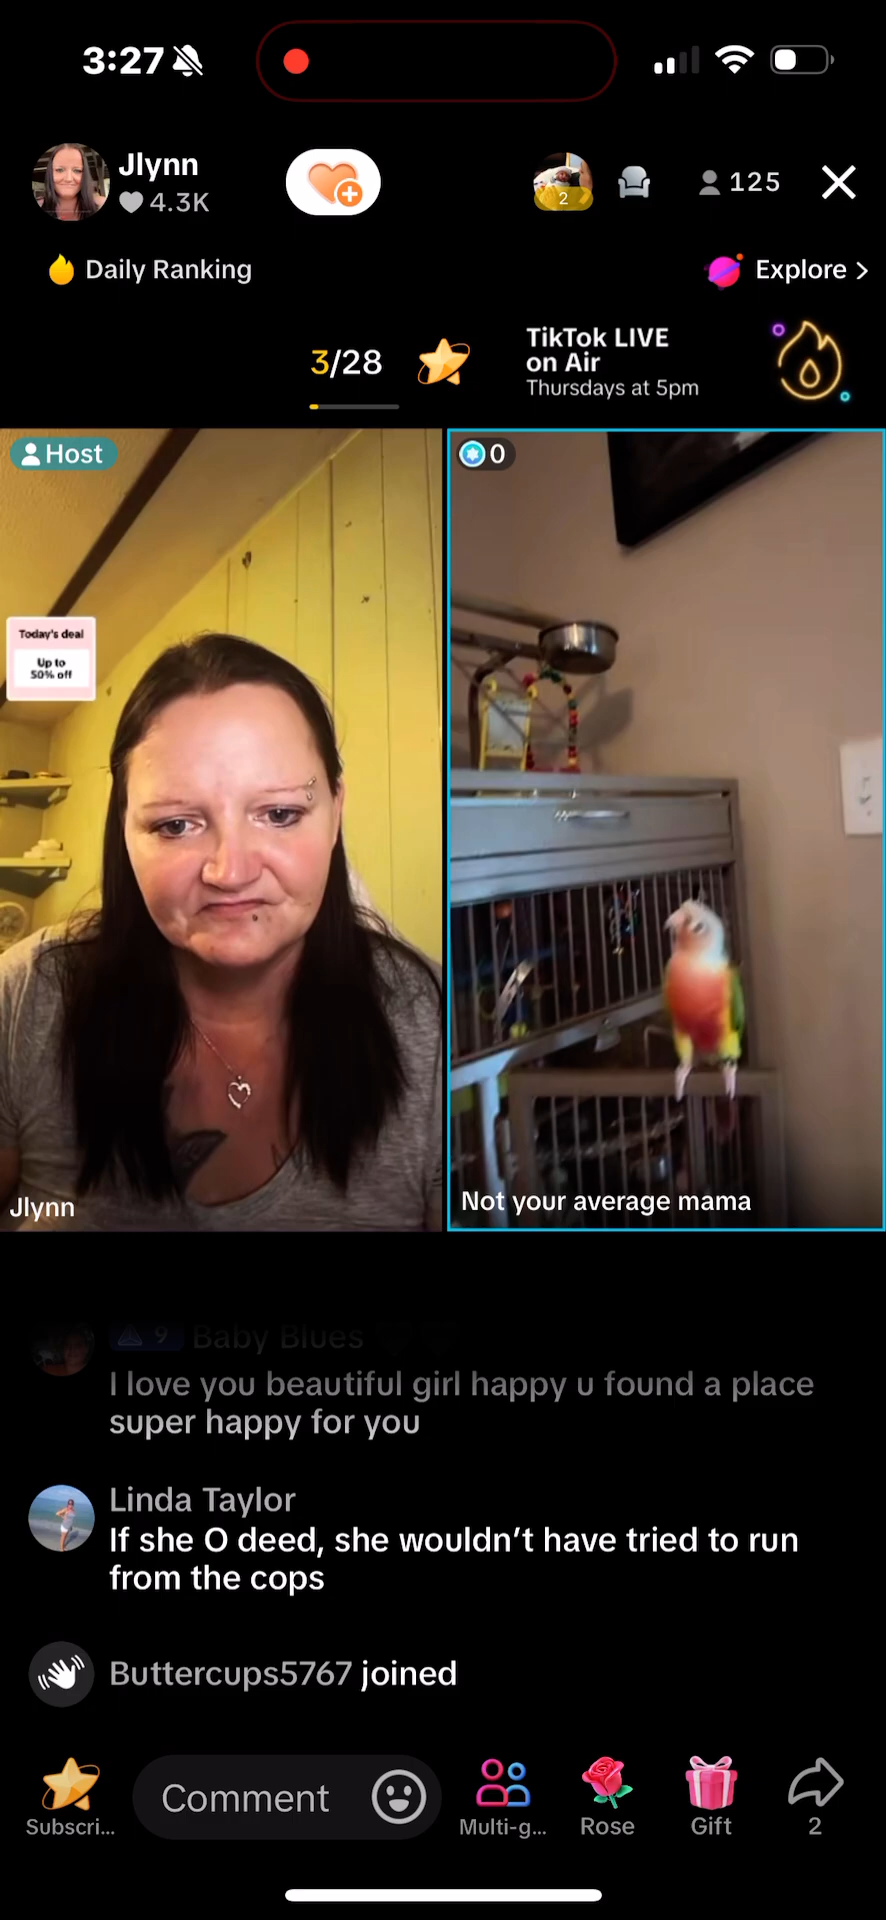 3:27
Jlynn
4.3K
2
125
Daily Ranking
Explore >
3/28
TikTok LIVE
on Air
Thursdays at 5pm
Host
0
Today's deal
Up to
50% off
Jlynn
Not your average mama
9 Baby Blues
I love you beautiful girl happy u found a place
super happy for you
Linda Taylor
If she O deed, she wouldn't have tried to run
from the cops
Buttercups5767 joined
Comment
Subscri...
Multi-g...
Rose
Gift
2